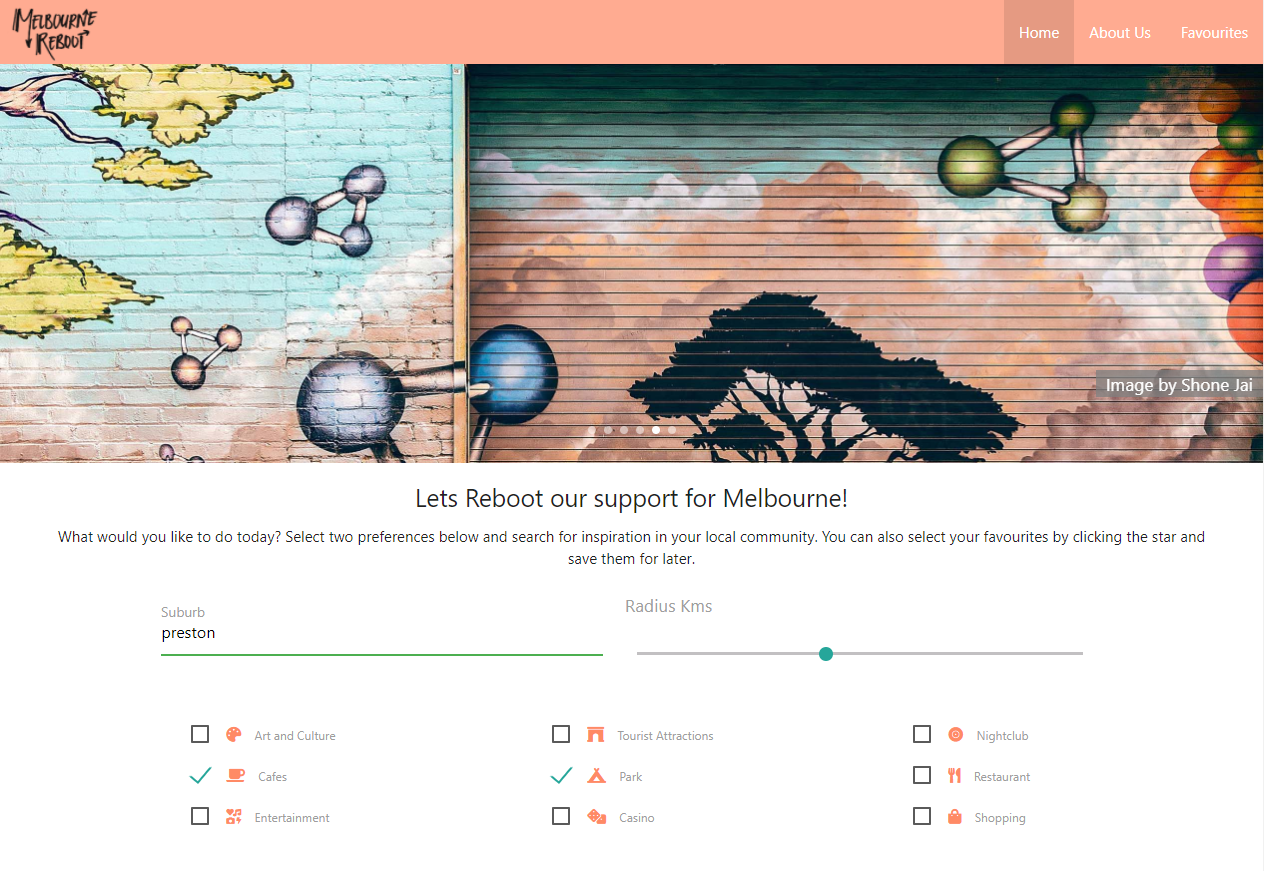 MELBOURNE
REBOOT
Home About Us Favourites
Image by Shone Jai
Lets Reboot our support for Melbourne!
What would you like to do today? Select two preferences below and search for inspiration in your local community. You can also select your favourites by clicking the star and
save them for later.
Suburb
Radius Kms
preston
Art and Culture Tourist Attractions Nightclub
Cafes Park Restaurant
Entertainment Casino Shopping